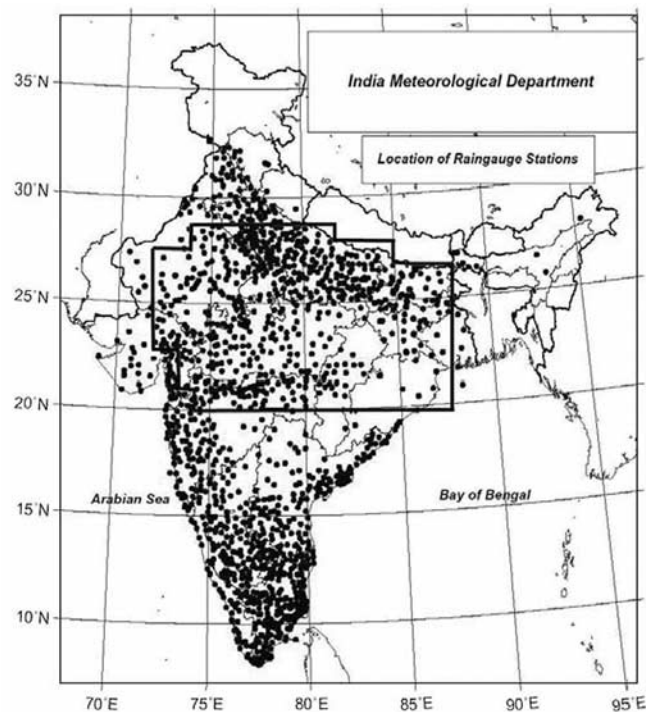 India Meteorological Department
Location of Raingauge Stations
35°N
30°N
25°N
20°N
15°N
10°N
Arabian Sea
Bay of Bengal
70°E 75°E 80°E 85°E 90°E 95°E